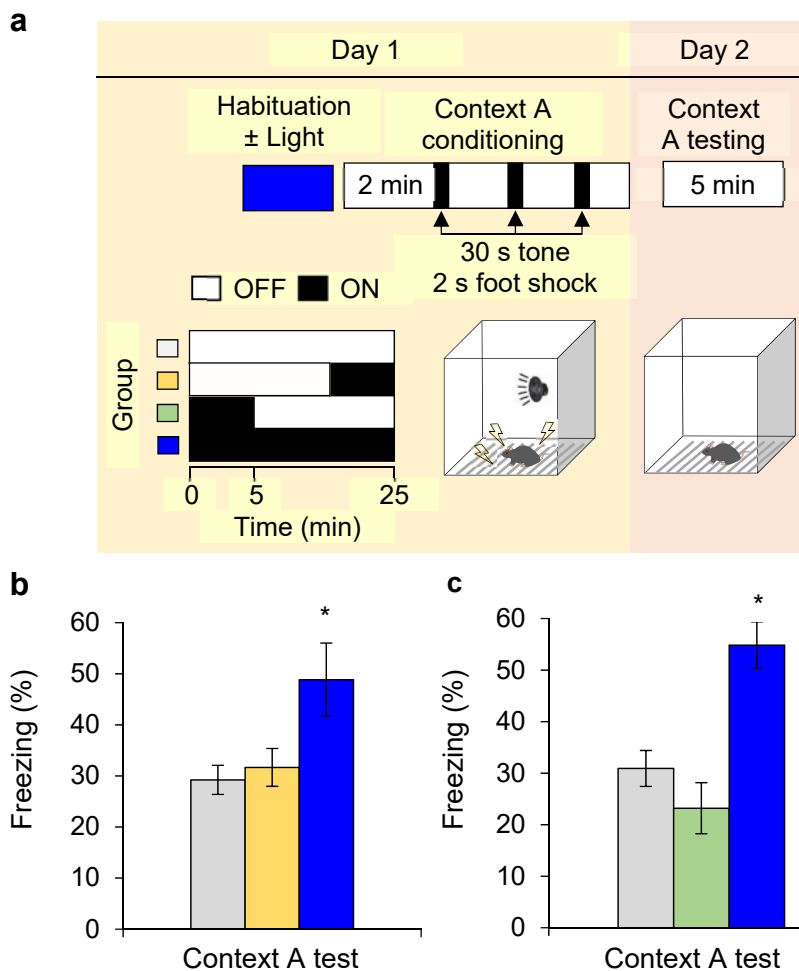 a
Day 1
Day 2
Habituation
± Light
Context A
conditioning
Context
A testing
2 min
5 min
30 s tone
2 s foot shock
OFF
ON
Group
0
5
25
Time (min)
b
Freezing (%)
60
50
40
30
20
10
0
*
Context A test
c
Freezing (%)
60
50
40
30
20
10
0
*
Context A test